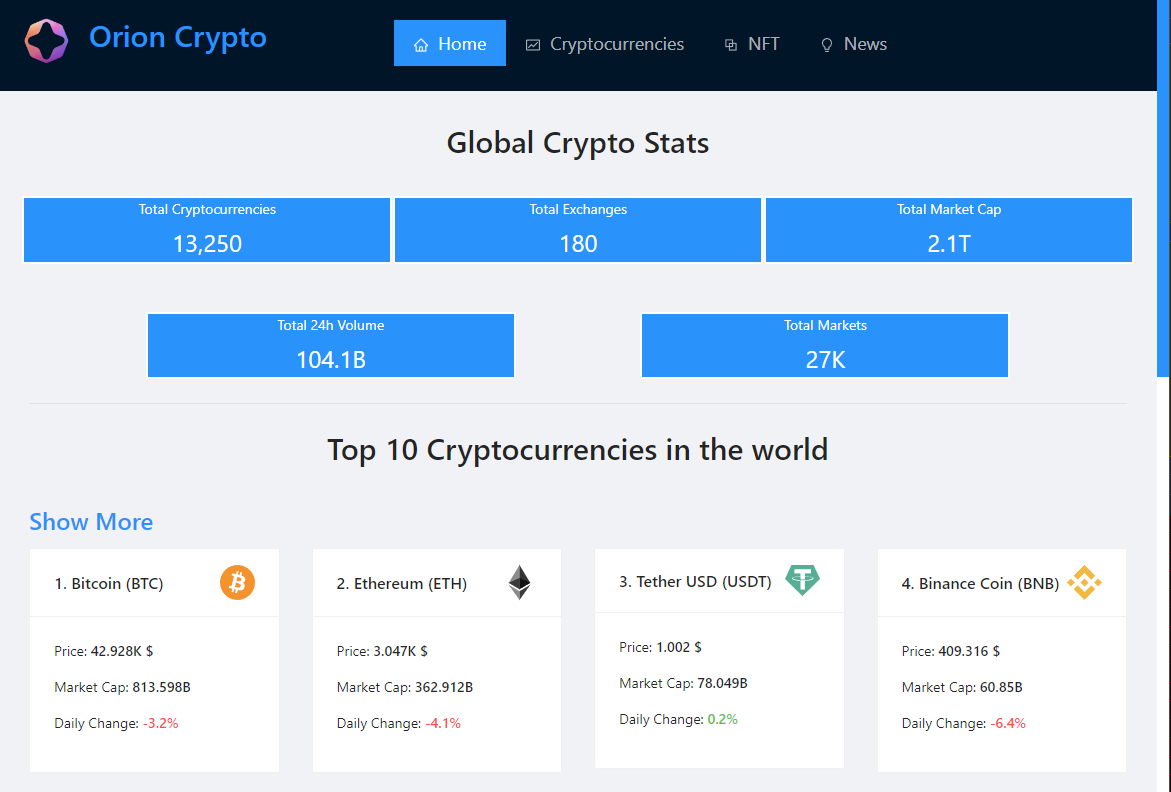 Orion Crypto
Home
Cryptocurrencies
NFT
News
Global Crypto Stats
Total Cryptocurrencies
13,250
Total Exchanges
180
Total Market Cap
2.1T
Total 24h Volume
104.1B
Total Markets
27K
Top 10 Cryptocurrencies in the world
Show More
1. Bitcoin (BTC)
Price: 42.928K $
Market Cap: 813.598B
Daily Change: -3.2%
2. Ethereum (ETH)
Price: 3.047K $
Market Cap: 362.912B
Daily Change: -4.1%
3. Tether USD (USDT)
Price: 1.002 $
Market Cap: 78.049B
Daily Change: 0.2%
4. Binance Coin (BNB)
Price: 409.316 $
Market Cap: 60.85B
Daily Change: -6.4%